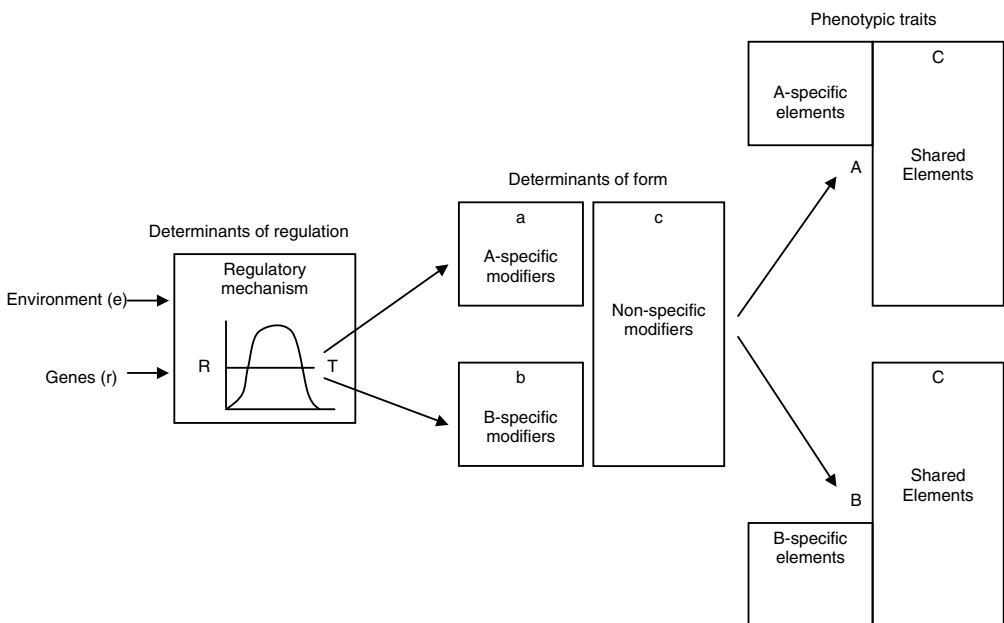 Phenotypic traits
C
A-specific
elements
Shared
Elements
A
Determinants of form
a
A-specific
modifiers
c
Non-specific
modifiers
b
B-specific
modifiers
Determinants of regulation
Regulatory
mechanism
Environment (e)
R
T
Genes (r)
C
Shared
Elements
B
B-specific
elements